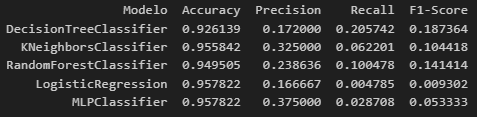 Modelo Accuracy Precision Recall F1-Score
DecisionTreeClassifier 0.926139 0.172000 0.205742 0.187364
KNeighborsClassifier 0.955842 0.325000 0.062201 0.104418
RandomForestClassifier 0.949505 0.238636 0.100478 0.141414
LogisticRegression 0.957822 0.166667 0.004785 0.009302
MLPClassifier 0.957822 0.375000 0.028708 0.053333